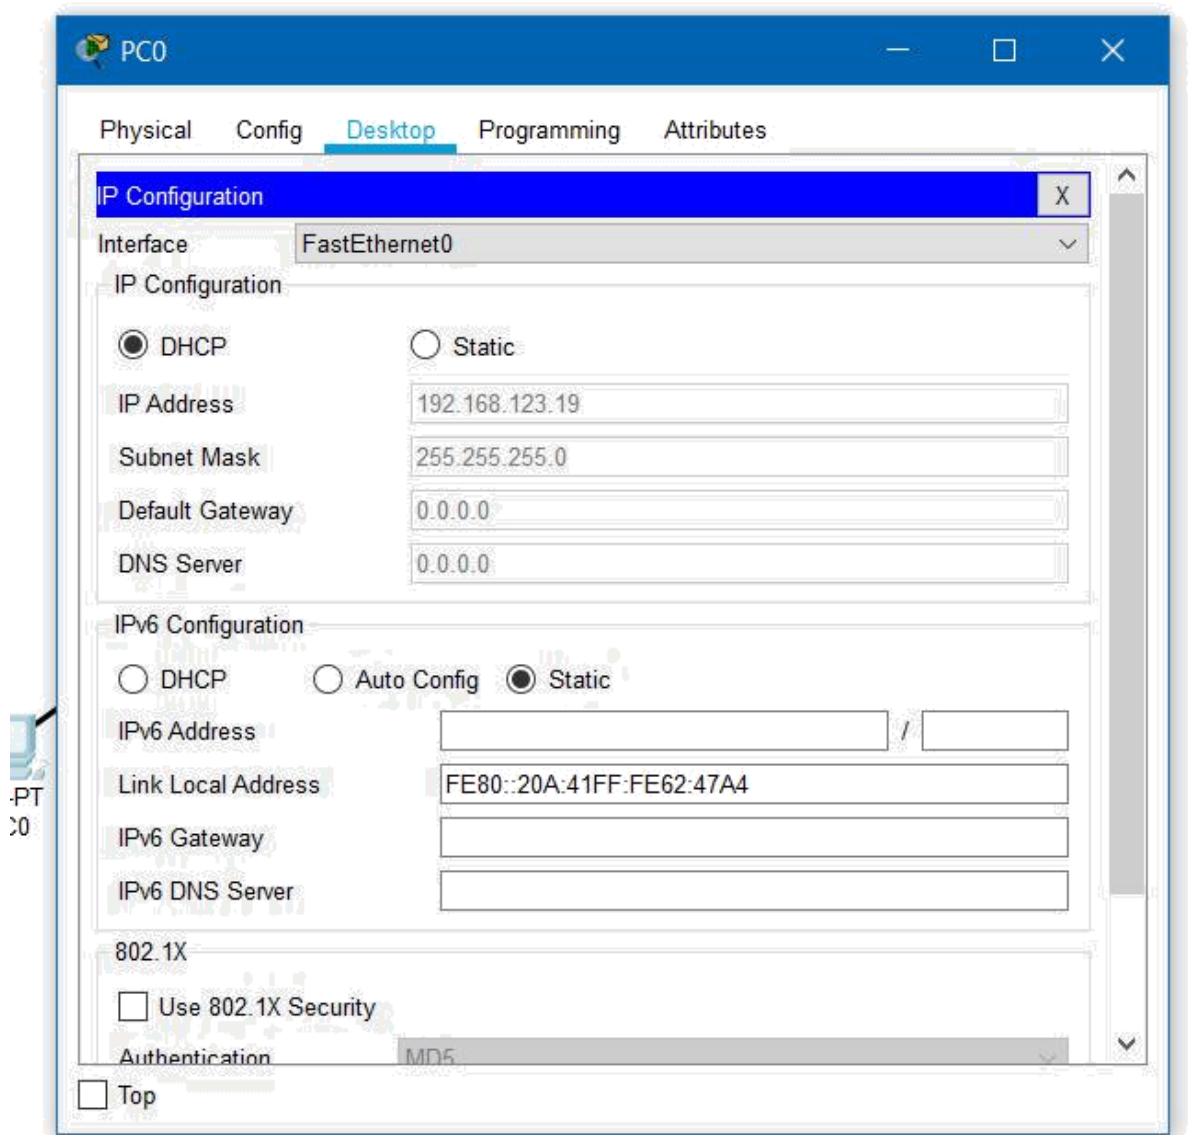 PC0
Physical Config Desktop Programming Attributes
IP Configuration X
Interface FastEthernet0
IP Configuration
DHCP Static
IP Address 192.168.123.19
Subnet Mask 255.255.255.0
Default Gateway 0.0.0.0
DNS Server 0.0.0.0
IPv6 Configuration
DHCP Auto Config Static
IPv6 Address /
Link Local Address FE80::20A:41FF:FE62:47A4
-PT
C0
IPv6 Gateway
IPv6 DNS Server
802.1X
Use 802.1X Security
Authentication MD5
Top